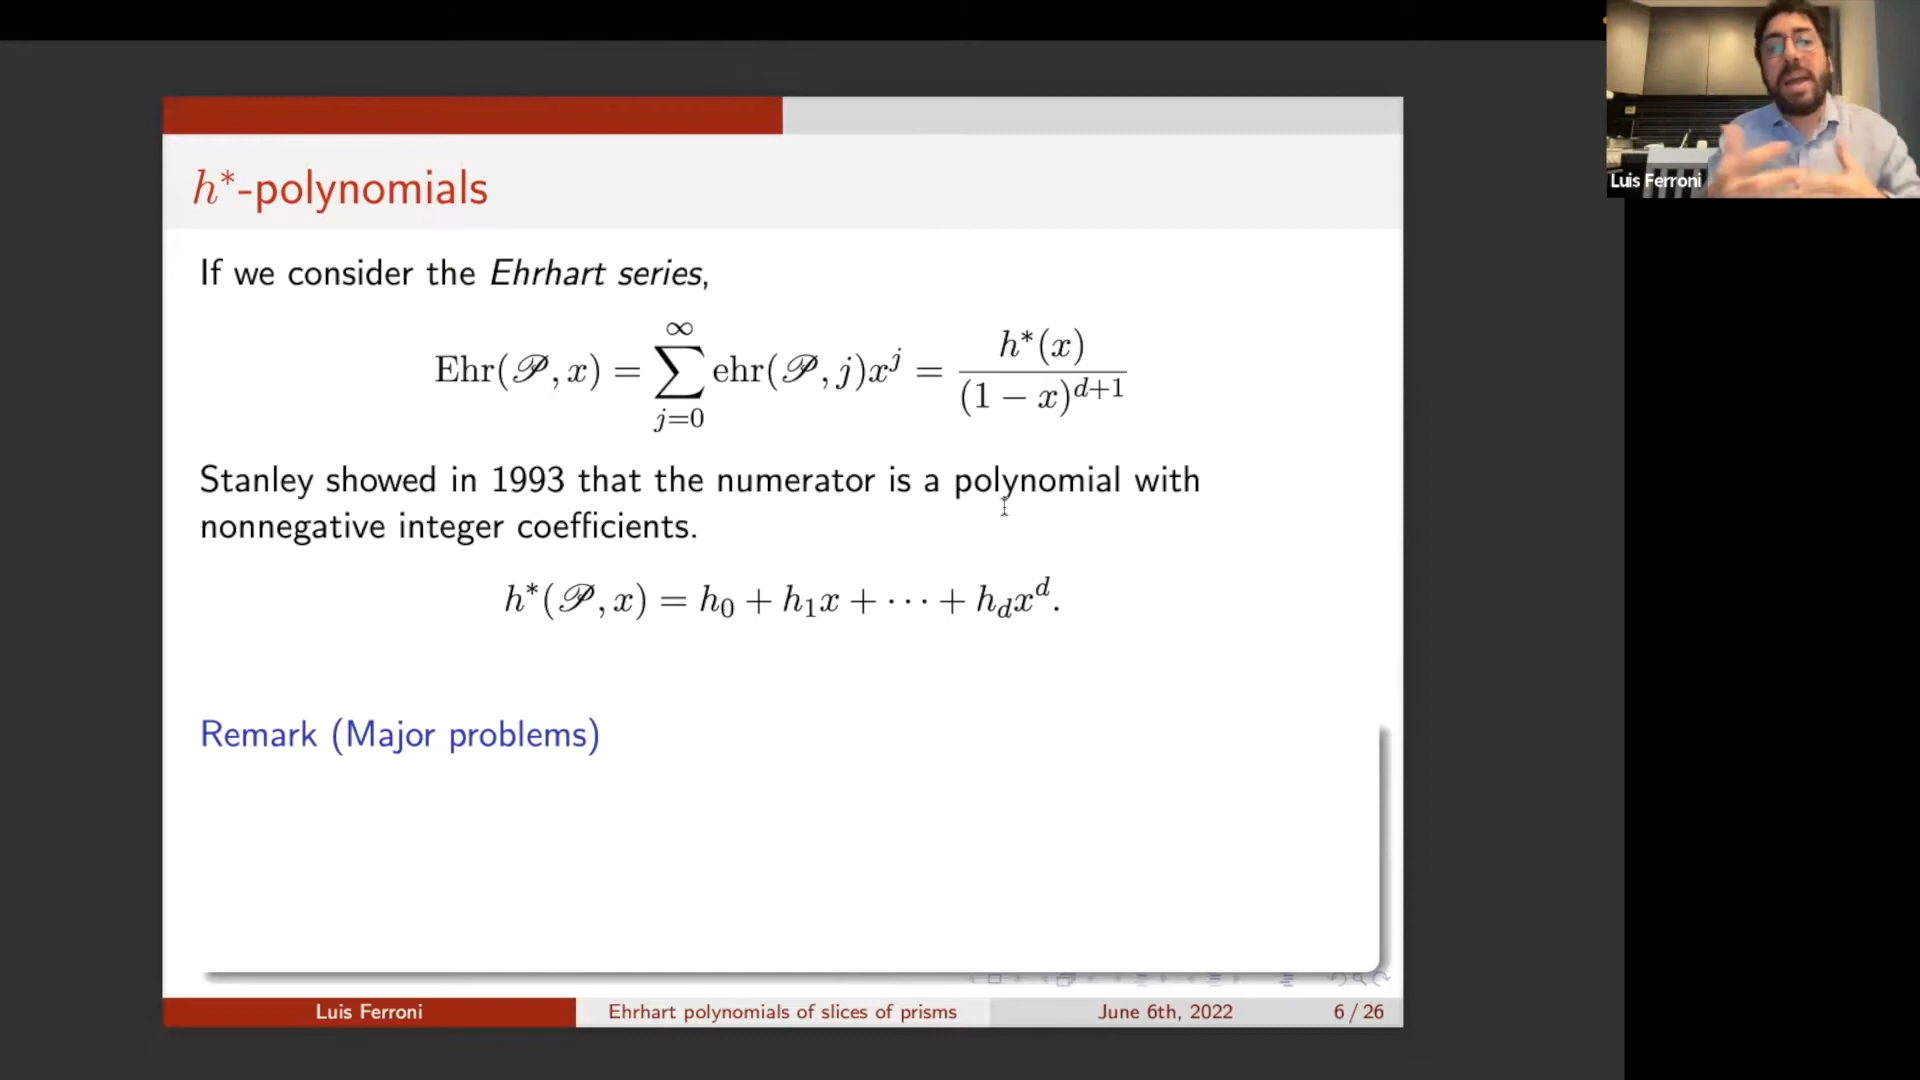 h*-polynomials
If we consider the Ehrhart series,
Ehr(𝒫, x) = ∑_{j=0}^{∞} ehr(𝒫, j)x^j = h*(x) / (1 − x)^{d+1}
Stanley showed in 1993 that the numerator is a polynomial with
nonnegative integer coefficients.
h*(𝒫, x) = h_0 + h_1x + ⋯ + h_dx^d.
Remark (Major problems)
Luis Ferroni
Ehrhart polynomials of slices of prisms
June 6th, 2022
6 / 26
Luis Ferroni